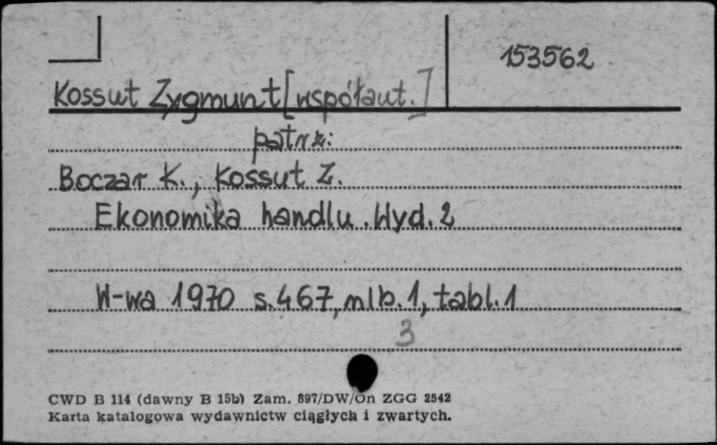 153562
Kossut Zygmunt [współaut.]
patrz:
Boczar K., Kossut Z.
Ekonomika handlu. Wyd. 2
W-wa 1970 s. 467, nlb. 1, tabl. 1
3
CWD B 114 (dawny B 15b) Zam. 897/DW/On ZGG 2542
Karta katalogowa wydawnictw ciągłych i zwartych.